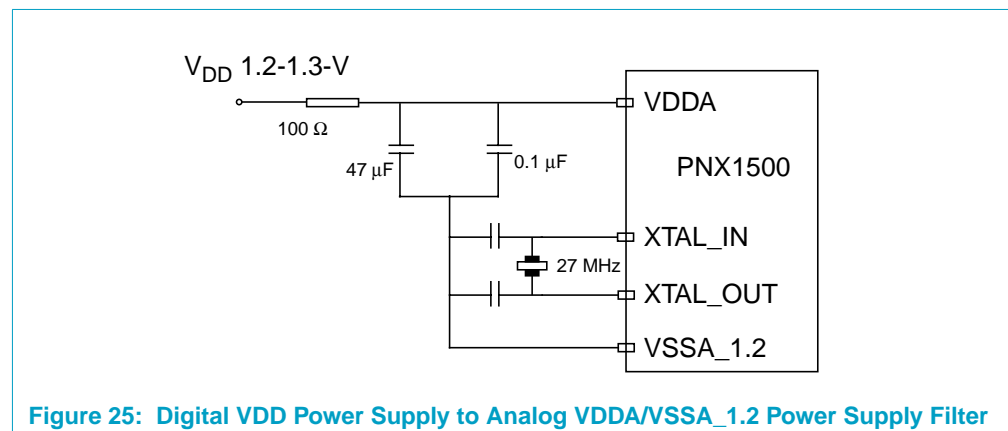 VDD 1.2-1.3-V
100 Ω
47 μF
0.1 μF
VDDA
PNX1500
XTAL_IN
27 MHz
XTAL_OUT
VSSA_1.2
Figure 25: Digital VDD Power Supply to Analog VDDA/VSSA_1.2 Power Supply Filter